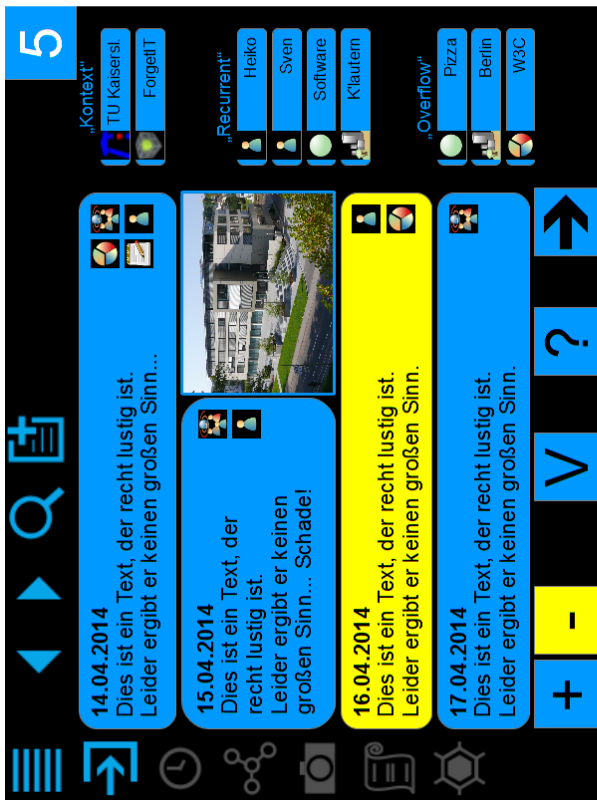 5
14.04.2014
Dies ist ein Text, der recht lustig ist.
Leider ergibt er keinen großen Sinn...
15.04.2014
Dies ist ein Text, der
recht lustig ist.
Leider ergibt er keinen
großen Sinn... Schade!
16.04.2014
Dies ist ein Text, der recht lustig ist.
Leider ergibt er keinen großen Sinn.
17.04.2014
Dies ist ein Text, der recht lustig ist.
Leider ergibt er keinen großen Sinn.
„Kontext“
TU Kaisersl.
ForgetIT
„Recurrent“
Heiko
Sven
Software
K'lautern
„Overflow“
Pizza
Berlin
W3C
+ - V ?